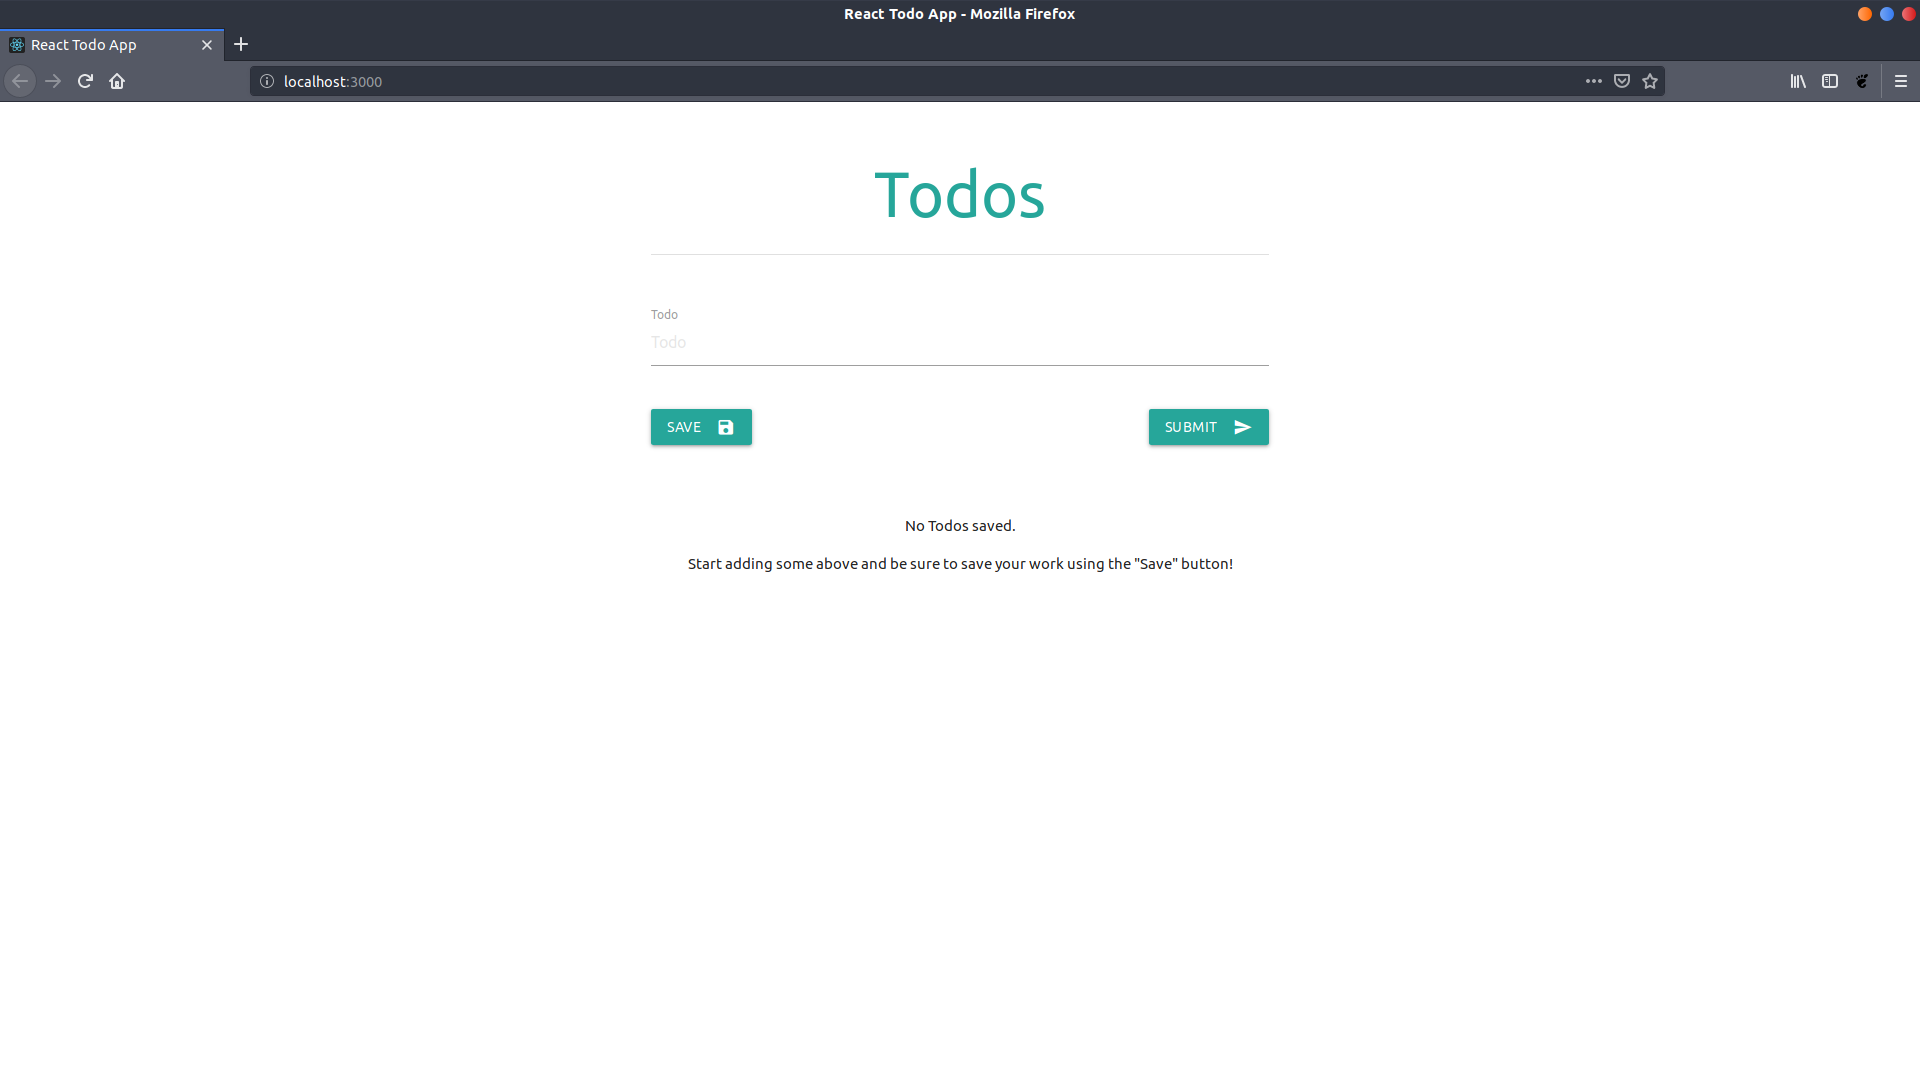 React Todo App - Mozilla Firefox
React Todo App
localhost:3000
Todos
Todo
Todo
SAVE
SUBMIT
No Todos saved.
Start adding some above and be sure to save your work using the "Save" button!